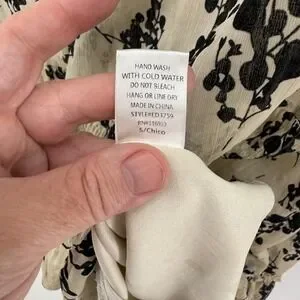 HAND WASH
WITH COLD WATER
DO NOT BLEACH
HANG OR LINE DRY
MADE IN CHINA
STYLE#ED3759
S/Chico